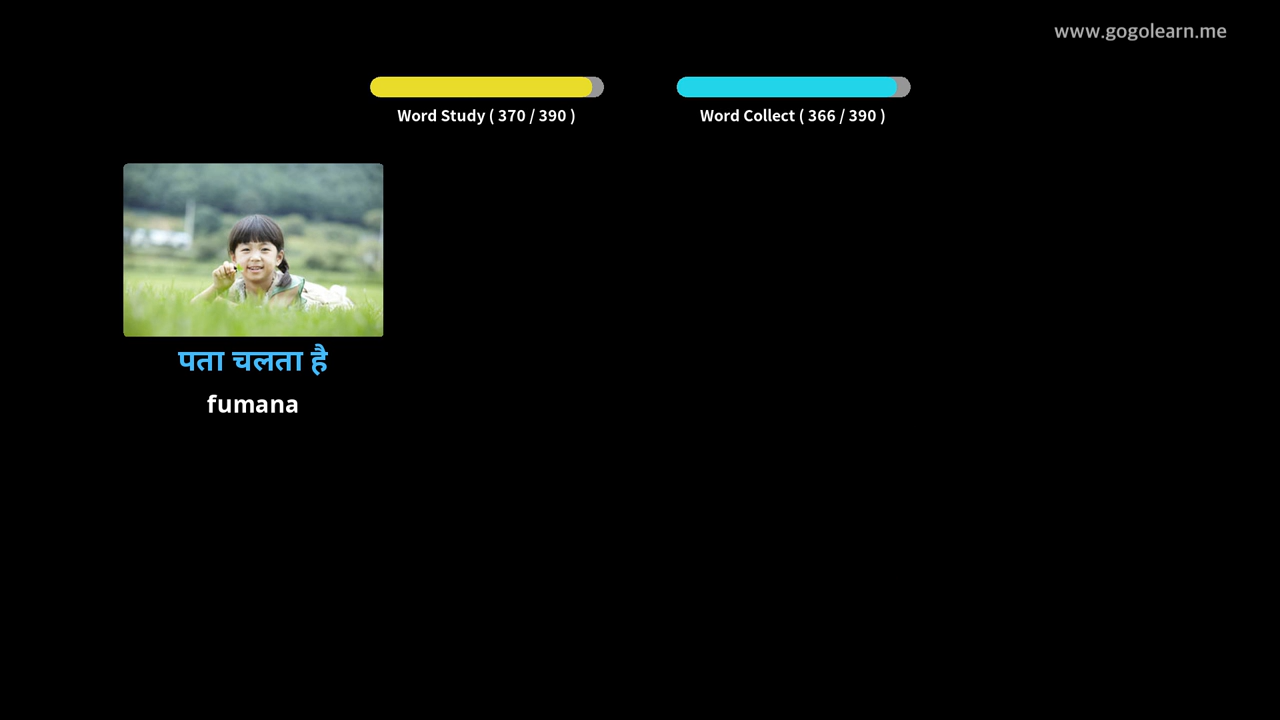 www.gogolearn.me
Word Study ( 370 / 390 )
Word Collect ( 366 / 390 )
पता चलता है
fumana